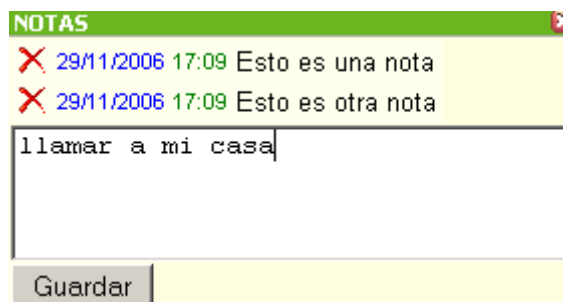 NOTAS
29/11/2006 17:09 Esto es una nota
29/11/2006 17:09 Esto es otra nota
llamar a mi casa
Guardar